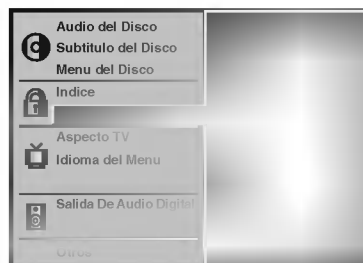 Audio del Disco
Subtitulo del Disco
Menu del Disco
Indice
Aspecto TV
Idioma del Menu
Salida De Audio Digital
Otros